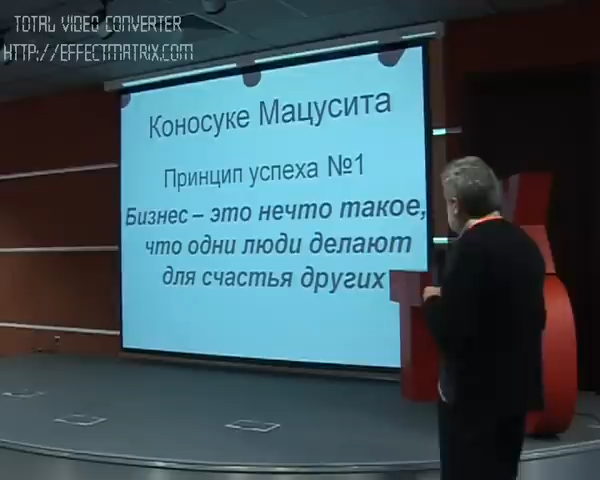 TOTAL VIDEO CONVERTER
HTTP://EFFECTMATRIX.COM
Коносуке Мацусита
Принцип успеха №1
Бизнес – это нечто такое,
что одни люди делают
для счастья других